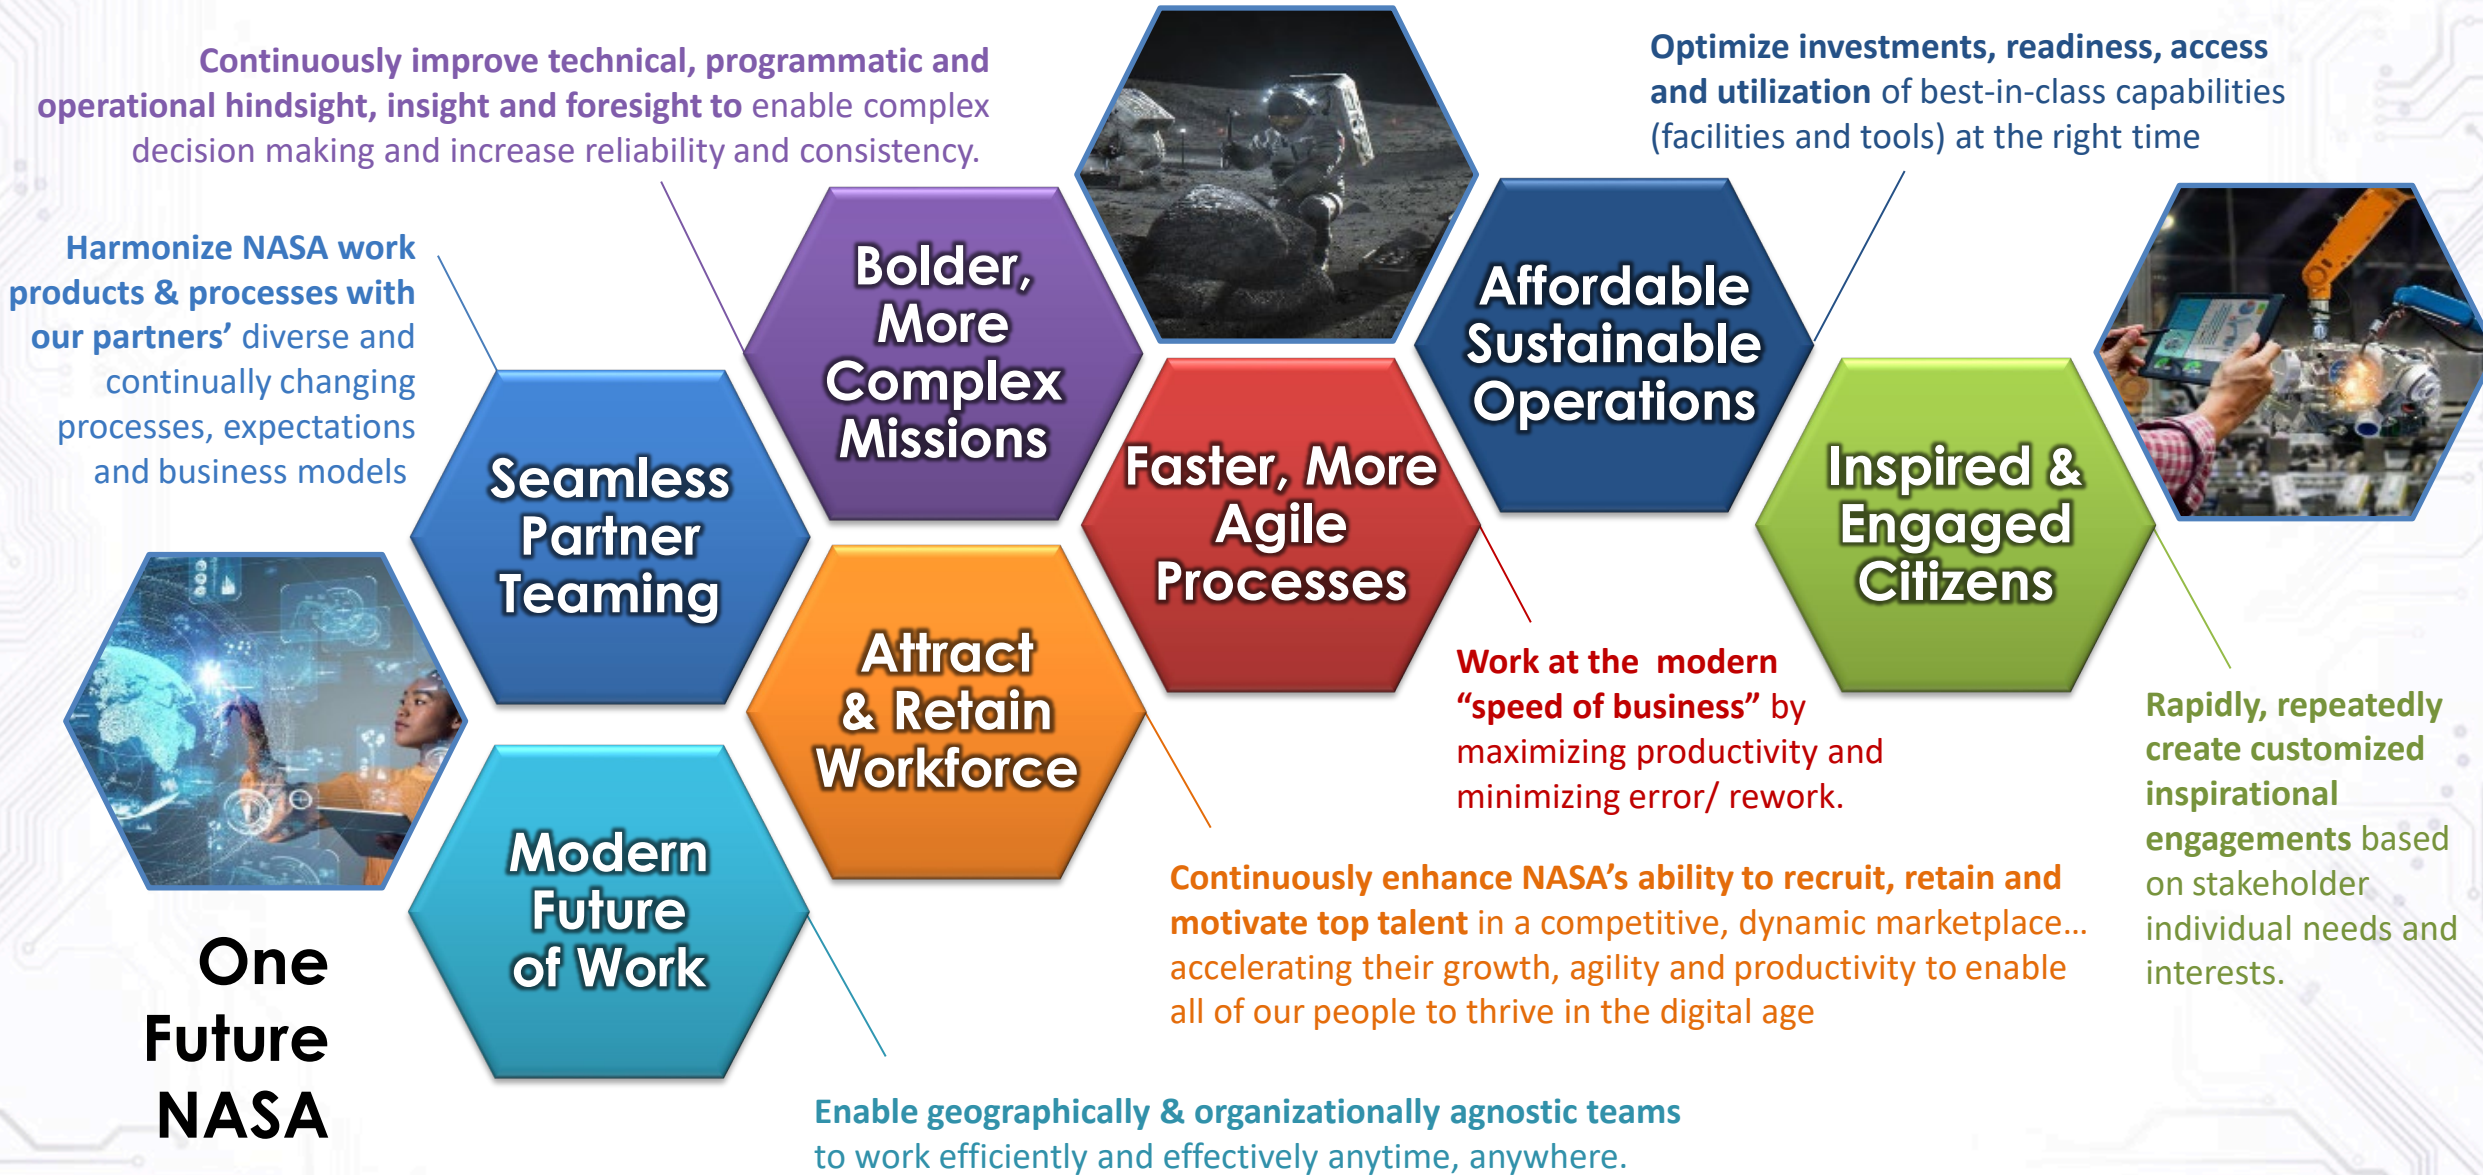 Continuously improve technical, programmatic and
operational hindsight, insight and foresight to enable complex
decision making and increase reliability and consistency.
Optimize investments, readiness, access
and utilization of best-in-class capabilities
(facilities and tools) at the right time
Harmonize NASA work
products & processes with
our partners’ diverse and
continually changing
processes, expectations
and business models
Bolder,
More
Complex
Missions
Affordable
Sustainable
Operations
Seamless
Partner
Teaming
Faster, More
Agile
Processes
Inspired &
Engaged
Citizens
Attract
& Retain
Workforce
Work at the  modern
“speed of business” by
maximizing productivity and
minimizing error/ rework.
Rapidly, repeatedly
create customized
inspirational
engagements based
on stakeholder
individual needs and
interests.
Modern
Future
of Work
Continuously enhance NASA’s ability to recruit, retain and
motivate top talent in a competitive, dynamic marketplace…
accelerating their growth, agility and productivity to enable
all of our people to thrive in the digital age
One
Future
NASA
Enable geographically & organizationally agnostic teams
to work efficiently and effectively anytime, anywhere.